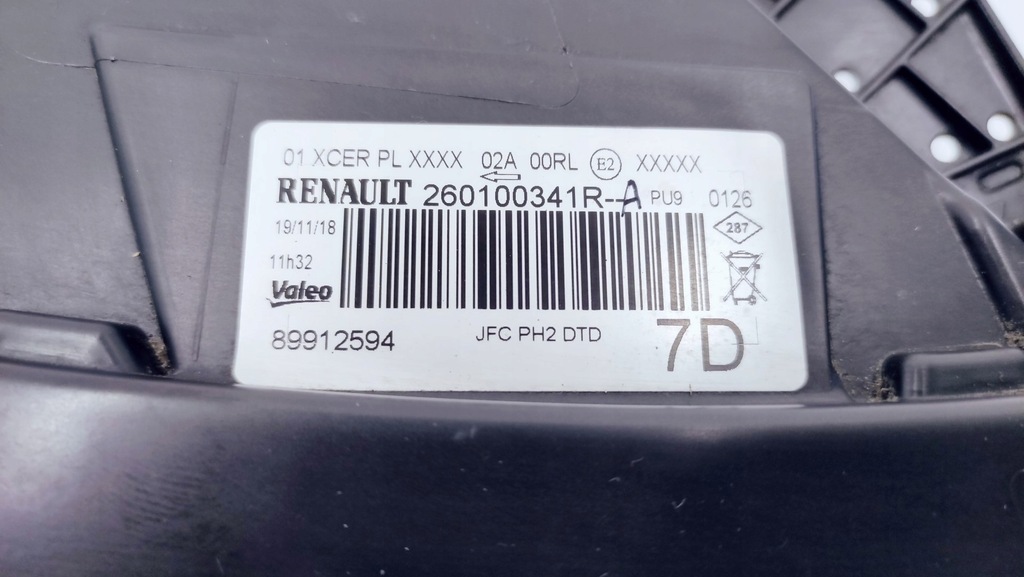 01 XCER PL XXXX 02A 00RL E2 XXXXX
RENAULT 260100341R--A PU9 0126
19/11/18
287
11h32
Valeo
89912594 JFC PH2 DTD 7D